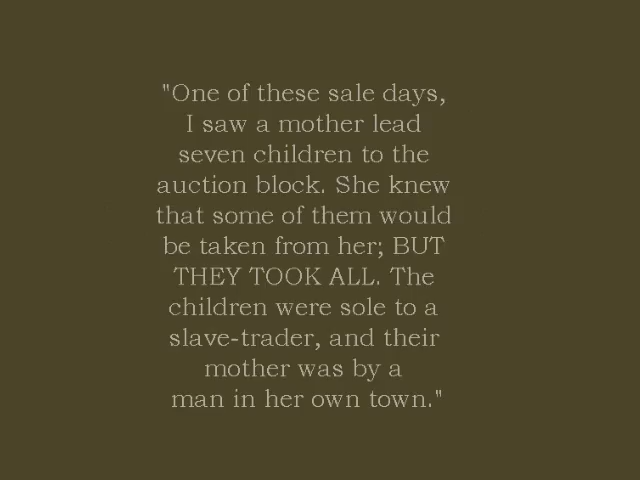 "One of these sale days,
I saw a mother lead
seven children to the
auction block. She knew
that some of them would
be taken from her; BUT
THEY TOOK ALL. The
children were sole to a
slave-trader, and their
mother was by a
man in her own town."